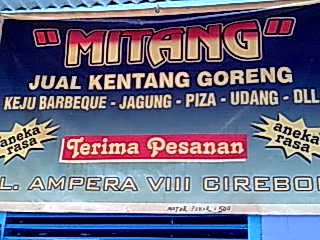 "MITANG"
JUAL KENTANG GORENG
KEJU BARBEQUE - JAGUNG - PIZA - UDANG - DLL
aneka rasa
Terima Pesanan
aneka rasa
L. AMPERA VIII CIREBO